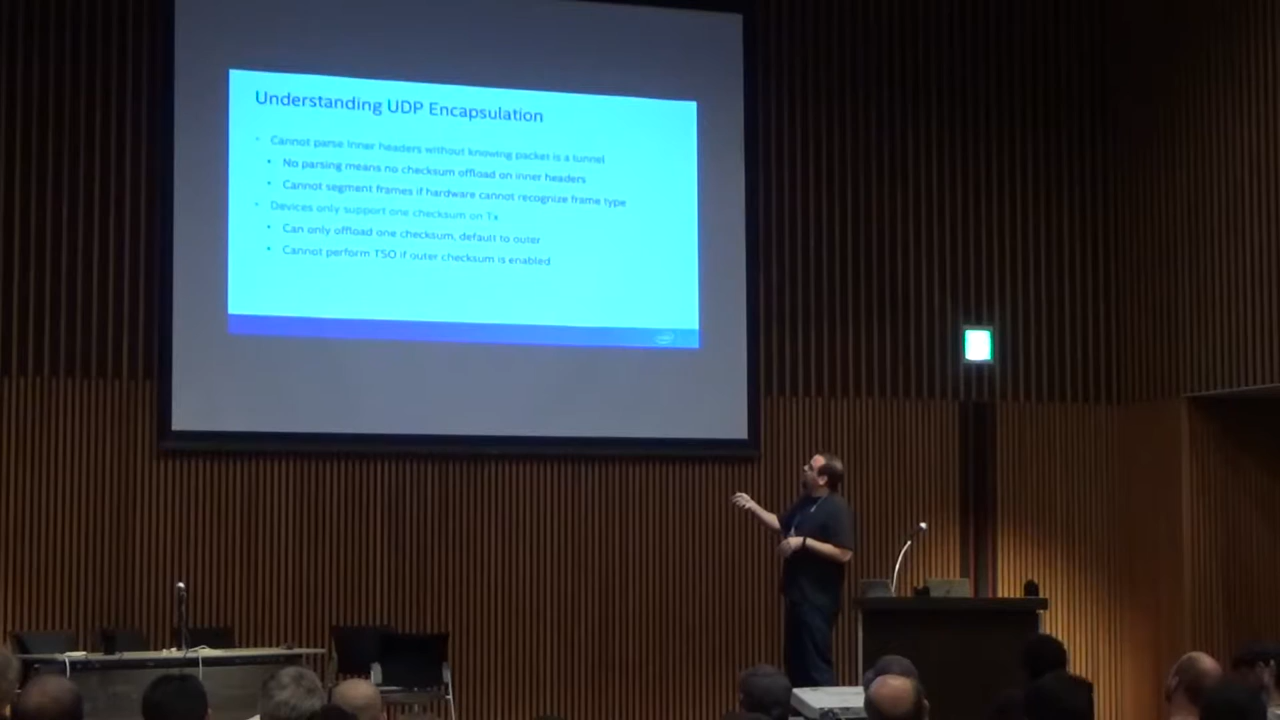 Understanding UDP Encapsulation
Cannot parse inner headers without knowing packet is a tunnel
No parsing means no checksum offload on inner headers
Cannot segment frames if hardware cannot recognize frame type
Devices only support one checksum on Tx
Can only offload one checksum, default to outer
Cannot perform TSO if outer checksum is enabled
intel